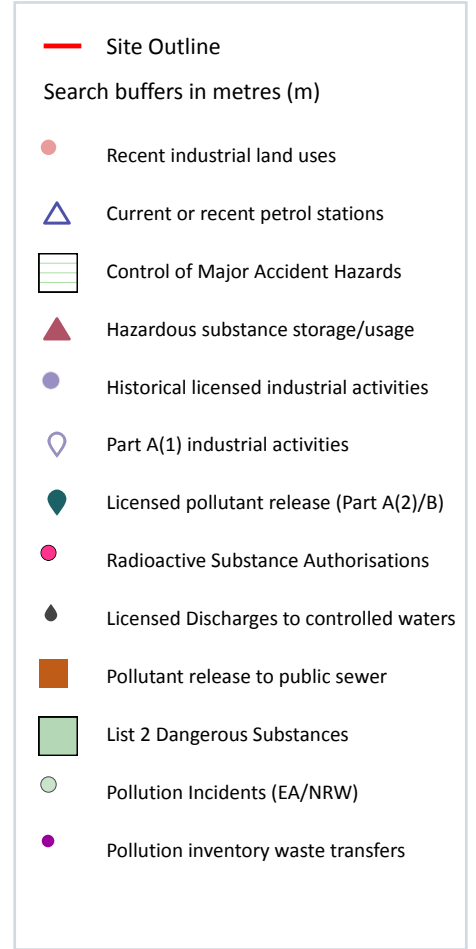 Site Outline
Search buffers in metres (m)
Recent industrial land uses
Current or recent petrol stations
Control of Major Accident Hazards
Hazardous substance storage/usage
Historical licensed industrial activities
Part A(1) industrial activities
Licensed pollutant release (Part A(2)/B)
Radioactive Substance Authorisations
Licensed Discharges to controlled waters
Pollutant release to public sewer
List 2 Dangerous Substances
Pollution Incidents (EA/NRW)
Pollution inventory waste transfers